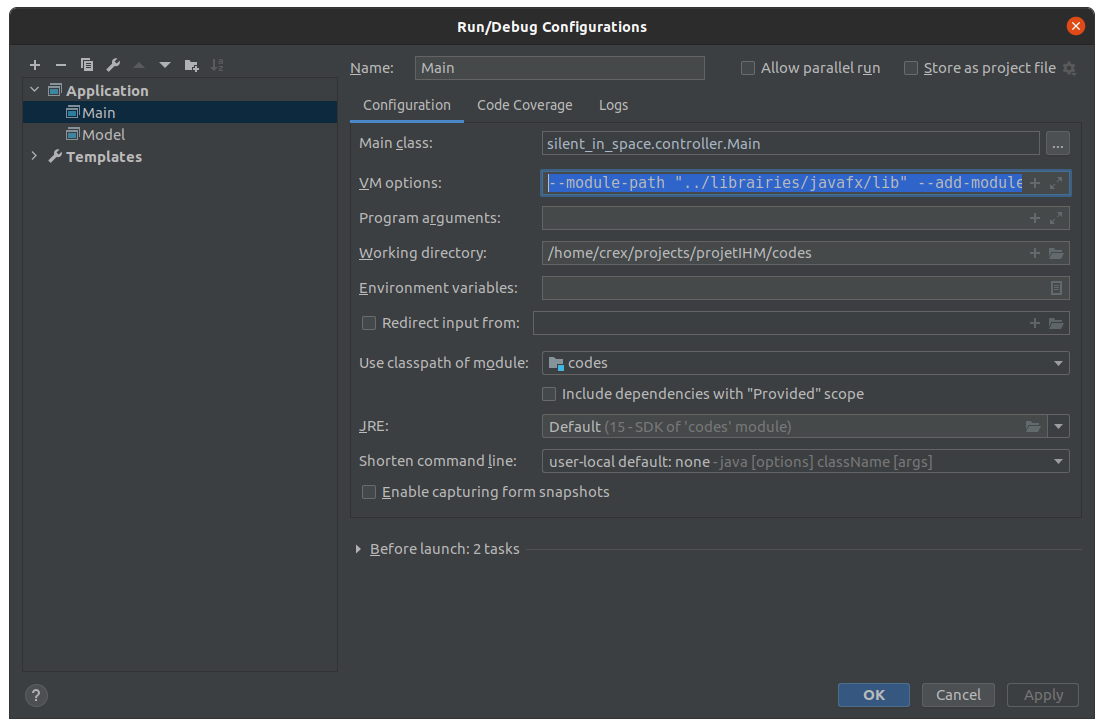 Run/Debug Configurations
Application
Main
Model
Templates
Name: Main
Allow parallel run
Store as project file
Configuration Code Coverage Logs
Main class: silent_in_space.controller.Main ...
VM options: --module-path "../librairies/javafx/lib" --add-module
Program arguments:
Working directory: /home/crex/projects/projetIHM/codes
Environment variables:
Redirect input from:
Use classpath of module: codes
Include dependencies with "Provided" scope
JRE: Default (15 - SDK of 'codes' module)
Shorten command line: user-local default: none - java [options] className [args]
Enable capturing form snapshots
Before launch: 2 tasks
? OK Cancel Apply